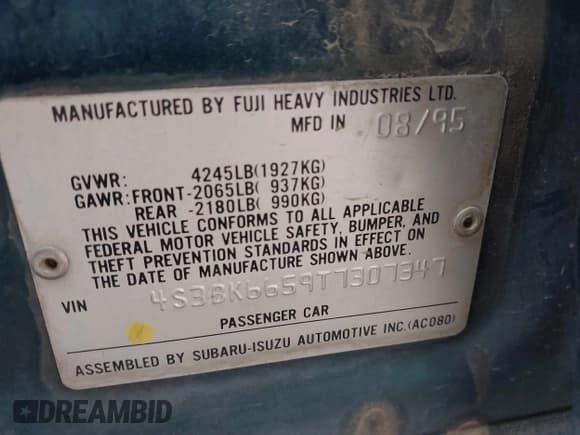 MANUFACTURED BY FUJI HEAVY INDUSTRIES LTD.
MFD IN 08/95
GVWR: 4245LB(1927KG)
GAWR: FRONT-2065LB( 937KG)
REAR -2180LB( 990KG)
THIS VEHICLE CONFORMS TO ALL APPLICABLE
FEDERAL MOTOR VEHICLE SAFETY, BUMPER, AND
THEFT PREVENTION STANDARDS IN EFFECT ON
THE DATE OF MANUFACTURE SHOWN ABOVE.
VIN 4S3BK6659T7307347
PASSENGER CAR
ASSEMBLED BY SUBARU-ISUZU AUTOMOTIVE INC.(AC080)
DREAMBID